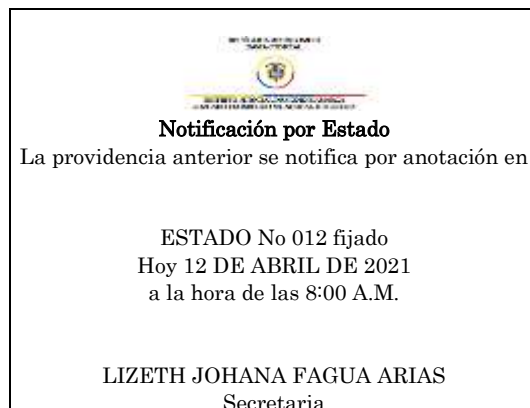 Notificación por Estado
La providencia anterior se notifica por anotación en
ESTADO No 012 fijado
Hoy 12 DE ABRIL DE 2021
a la hora de las 8:00 A.M.
LIZETH JOHANA FAGUA ARIAS
Secretaria